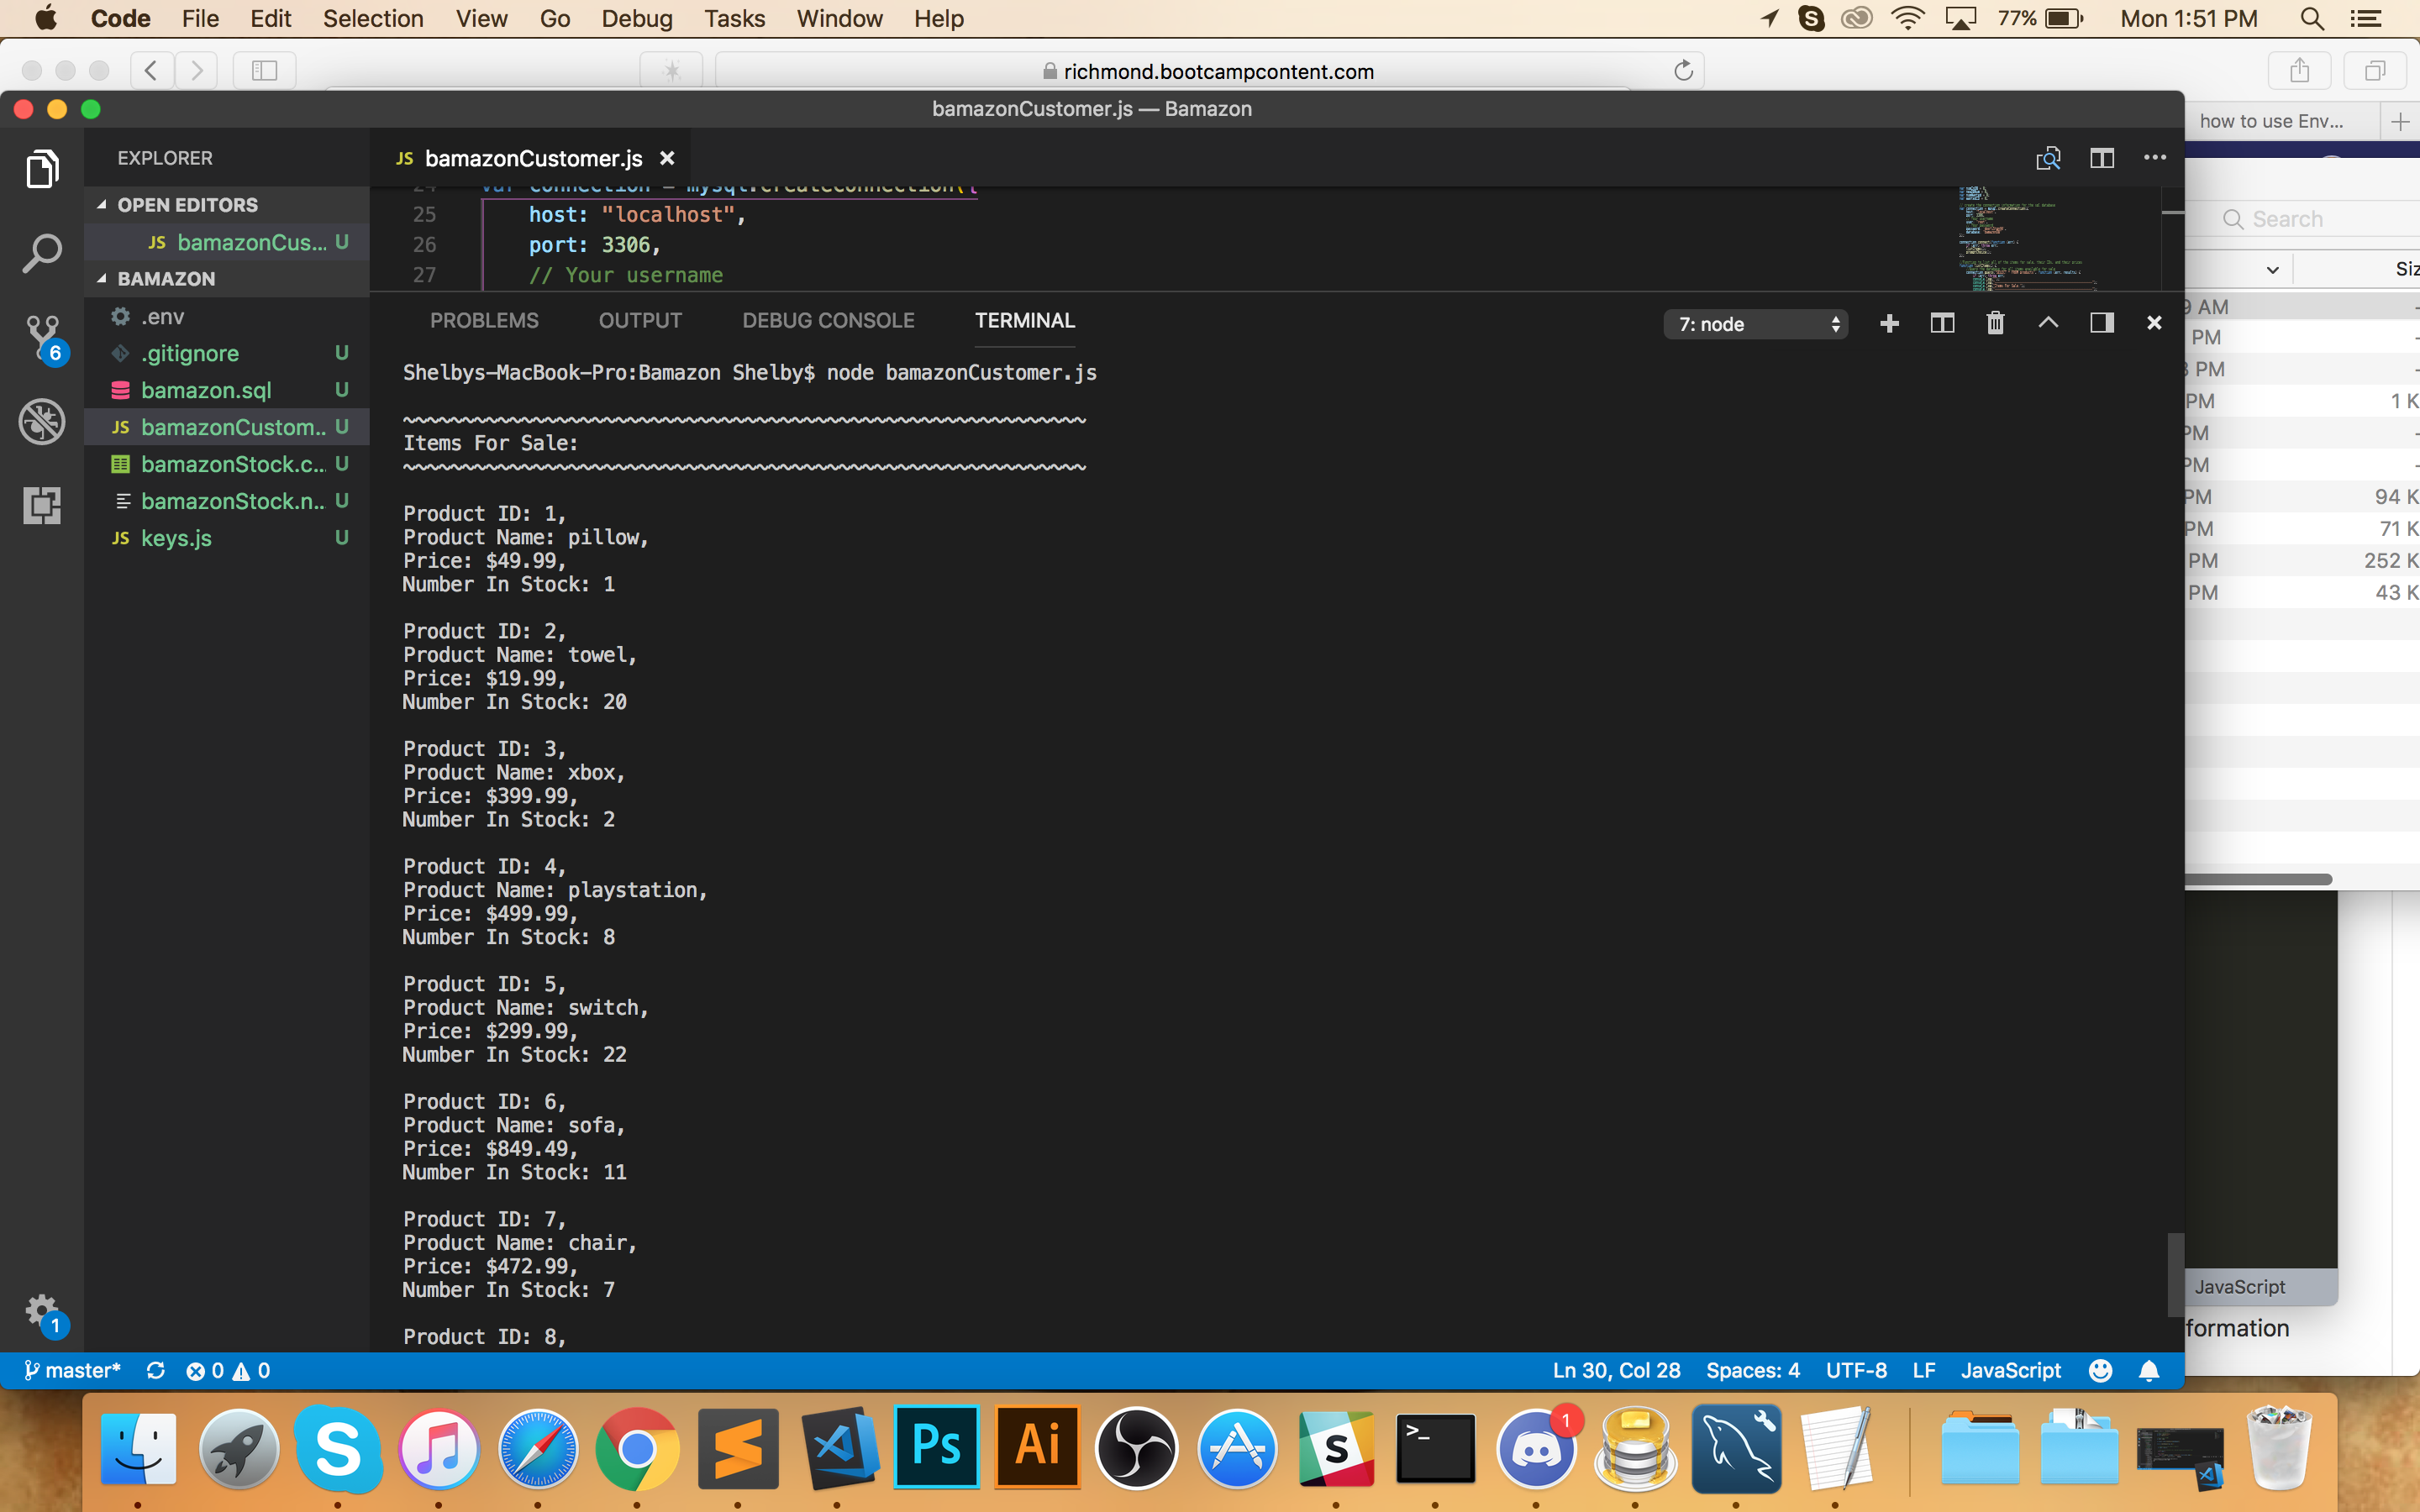 Code File Edit Selection View Go Debug Tasks Window Help 77% Mon 1:51 PM
richmond.bootcampcontent.com
bamazonCustomer.js — Bamazon
how to use Env...
EXPLORER
JS bamazonCustomer.js
OPEN EDITORS
JS bamazonCus... U
BAMAZON
.env
.gitignore U
bamazon.sql U
JS bamazonCustom.. U
bamazonStock.c... U
bamazonStock.n.. U
JS keys.js U
6
1
24 var connection = mysql.createConnection({
25 host: "localhost",
26 port: 3306,
27 // Your username
PROBLEMS OUTPUT DEBUG CONSOLE TERMINAL 7: node
Shelbys-MacBook-Pro:Bamazon Shelby$ node bamazonCustomer.js
~~~~~~~~~~~~~~~~~~~~~~~~~~~~~~~~~~~~~~~~~~~~~~~~~~~~~~~~~~
Items For Sale:
~~~~~~~~~~~~~~~~~~~~~~~~~~~~~~~~~~~~~~~~~~~~~~~~~~~~~~~~~~
Product ID: 1,
Product Name: pillow,
Price: $49.99,
Number In Stock: 1
Product ID: 2,
Product Name: towel,
Price: $19.99,
Number In Stock: 20
Product ID: 3,
Product Name: xbox,
Price: $399.99,
Number In Stock: 2
Product ID: 4,
Product Name: playstation,
Price: $499.99,
Number In Stock: 8
Product ID: 5,
Product Name: switch,
Price: $299.99,
Number In Stock: 22
Product ID: 6,
Product Name: sofa,
Price: $849.49,
Number In Stock: 11
Product ID: 7,
Product Name: chair,
Price: $472.99,
Number In Stock: 7
Product ID: 8,
Search
Siz
9 AM
PM
PM
PM 1 K
PM
PM
PM 94 K
PM 71 K
PM 252 K
PM 43 K
JavaScript
formation
master* 0 0 Ln 30, Col 28 Spaces: 4 UTF-8 LF JavaScript
S Ps Ai S >_ 1